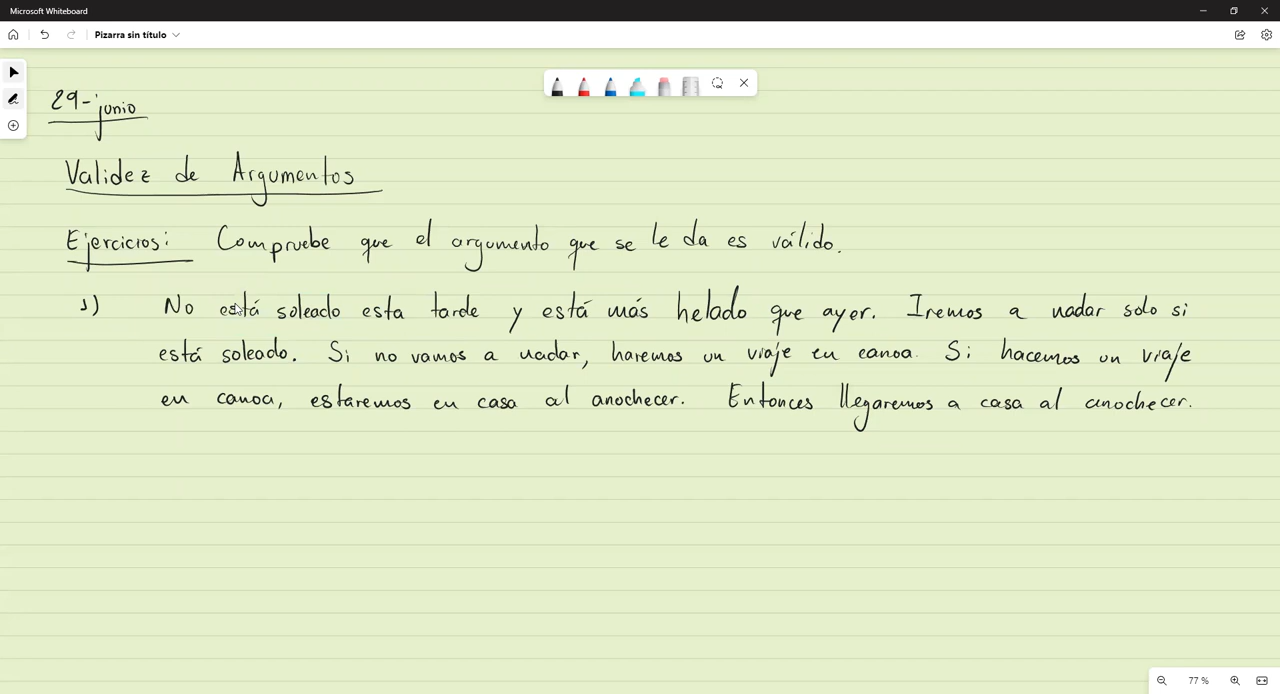 Microsoft Whiteboard
Pizarra sin título
29-junio
Validez de Argumentos
Ejercicios: Compruebe que el argumento que se le da es válido.
1) No está soleado esta tarde y está más helado que ayer. Iremos a nadar solo si
está soleado. Si no vamos a nadar, haremos un viaje en canoa. Si hacemos un viaje
en canoa, estaremos en casa al anochecer. Entonces llegaremos a casa al anochecer.
77 %